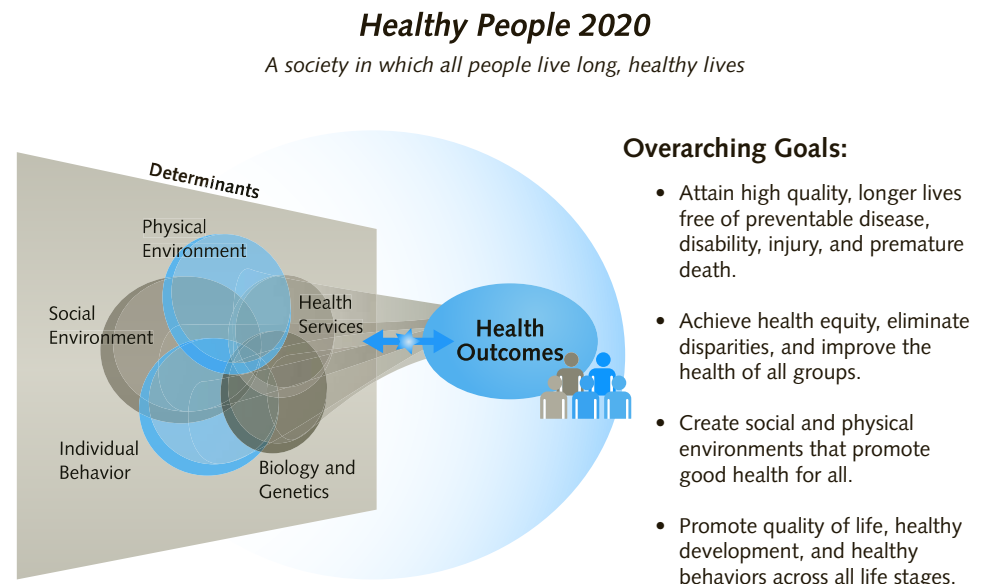 Healthy People 2020
A society in which all people live long, healthy lives
Determinants
Physical
Environment
Social
Environment
Health
Services
Individual
Behavior
Biology and
Genetics
Health
Outcomes
Overarching Goals:
• Attain high quality, longer lives
free of preventable disease,
disability, injury, and premature
death.
• Achieve health equity, eliminate
disparities, and improve the
health of all groups.
• Create social and physical
environments that promote
good health for all.
• Promote quality of life, healthy
development, and healthy
behaviors across all life stages.